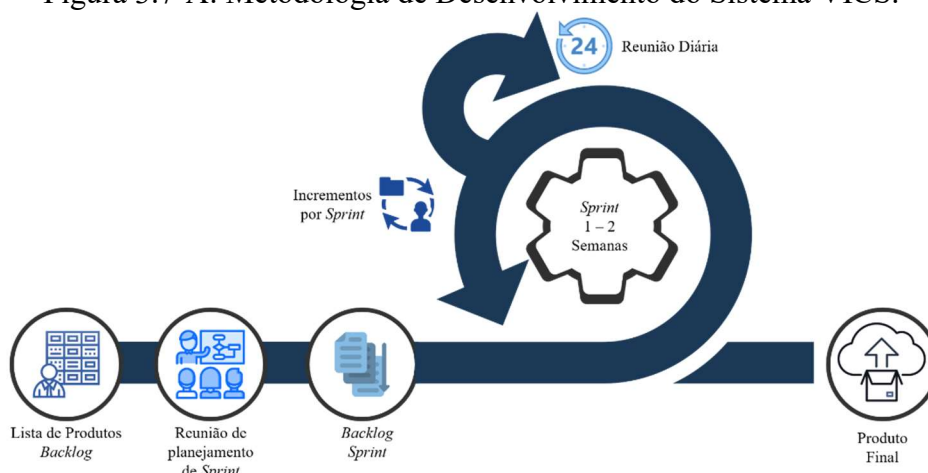 Figura 3.7-A: Metodologia de Desenvolvimento do Sistema VICS.
24
Reunião Diária
Incrementos
por Sprint
Sprint
1 – 2
Semanas
Lista de Produtos
Backlog
Reunião de
planejamento
de Sprint
Backlog
Sprint
Produto
Final